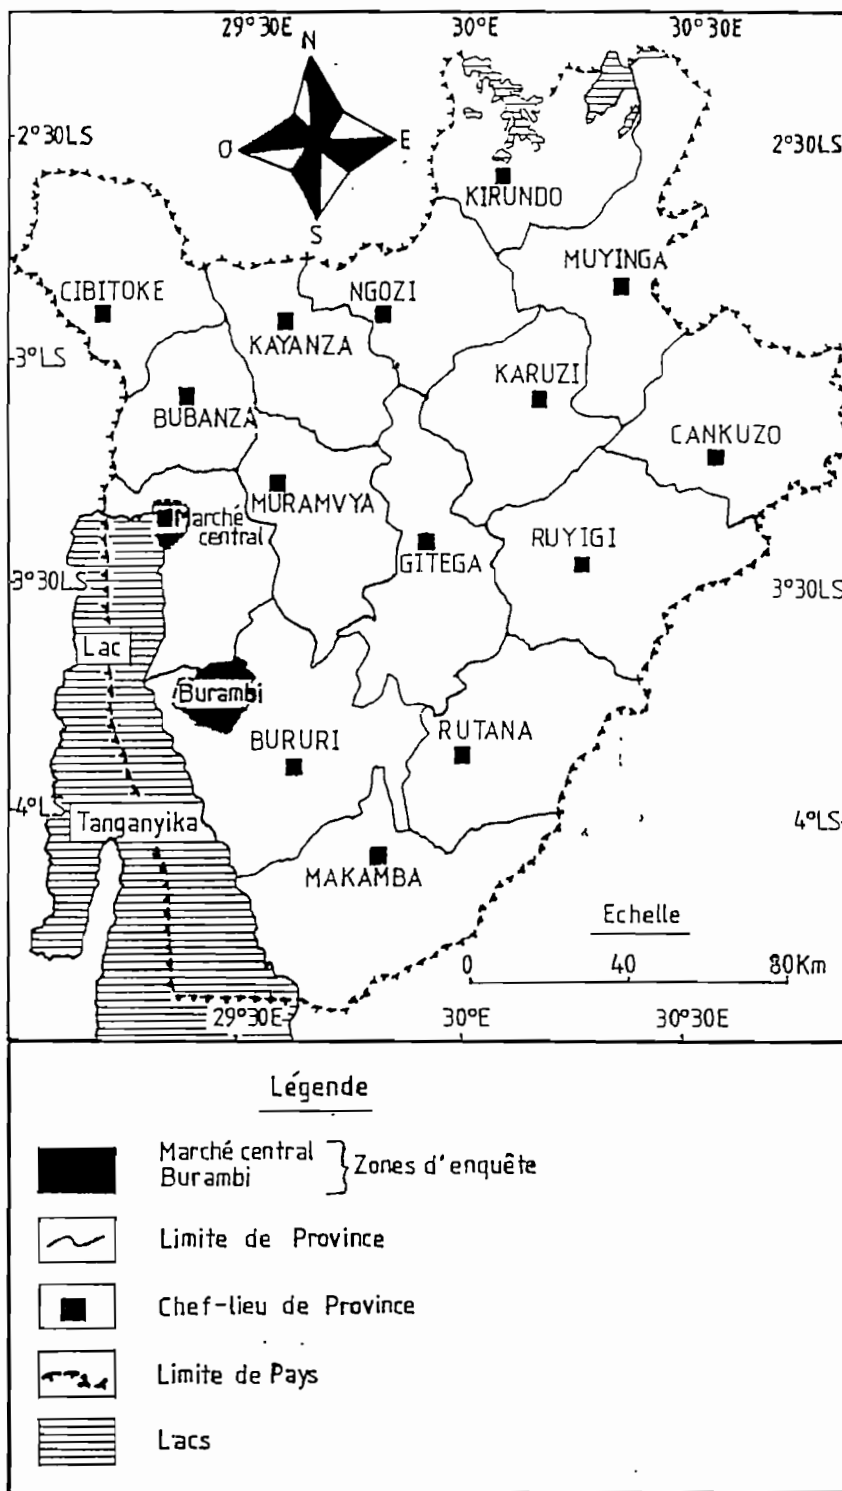 29°30E 30°E 30°30E
N
O E
S
2°30LS 2°30LS
KIRUNDO
MUYINGA
CIBITOKE NGOZI
KAYANZA
3°LS
KARUZI
BUBANZA
CANKUZO
MURAMVYA
Marché
central
RUYIGI
GITEGA
3°30LS 3°30LS
Lac
Burambi
RUTANA
BURURI
4°LS 4°LS
Tanganyika
MAKAMBA
Echelle
0 40 80Km
29°30E 30°E 30°30E
Légende
Marché central
Burambi
Zones d'enquête
Limite de Province
Chef-lieu de Province
Limite de Pays
Lacs